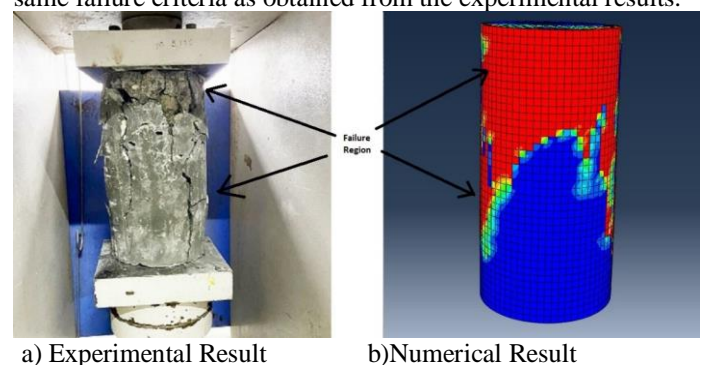 same failure criteria as obtained from the experimental results.
Failure
Region
a) Experimental Result
b)Numerical Result